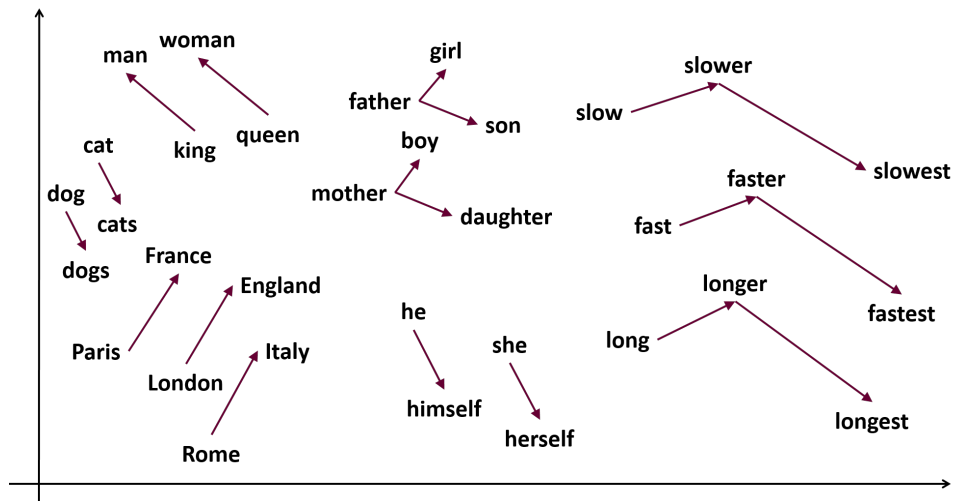 man
woman
king
queen
cat
cats
dog
dogs
France
England
Italy
Paris
London
Rome
girl
father
son
boy
mother
daughter
he
she
himself
herself
slower
slow
slowest
faster
fast
fastest
longer
long
longest